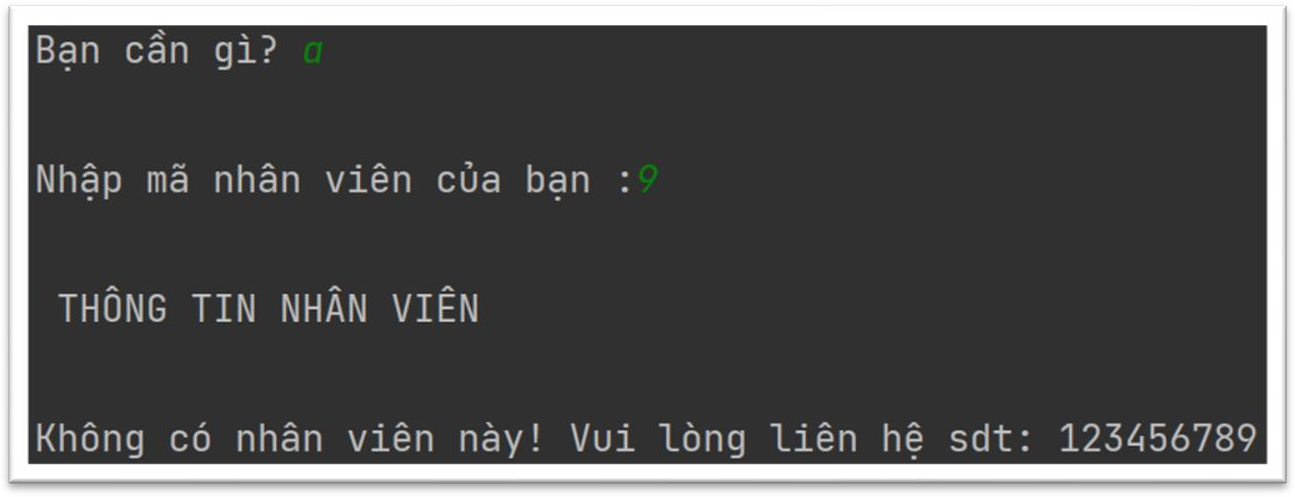 Bạn cần gì? a
Nhập mã nhân viên của bạn :9
THÔNG TIN NHÂN VIÊN
Không có nhân viên này! Vui lòng liên hệ sdt: 123456789